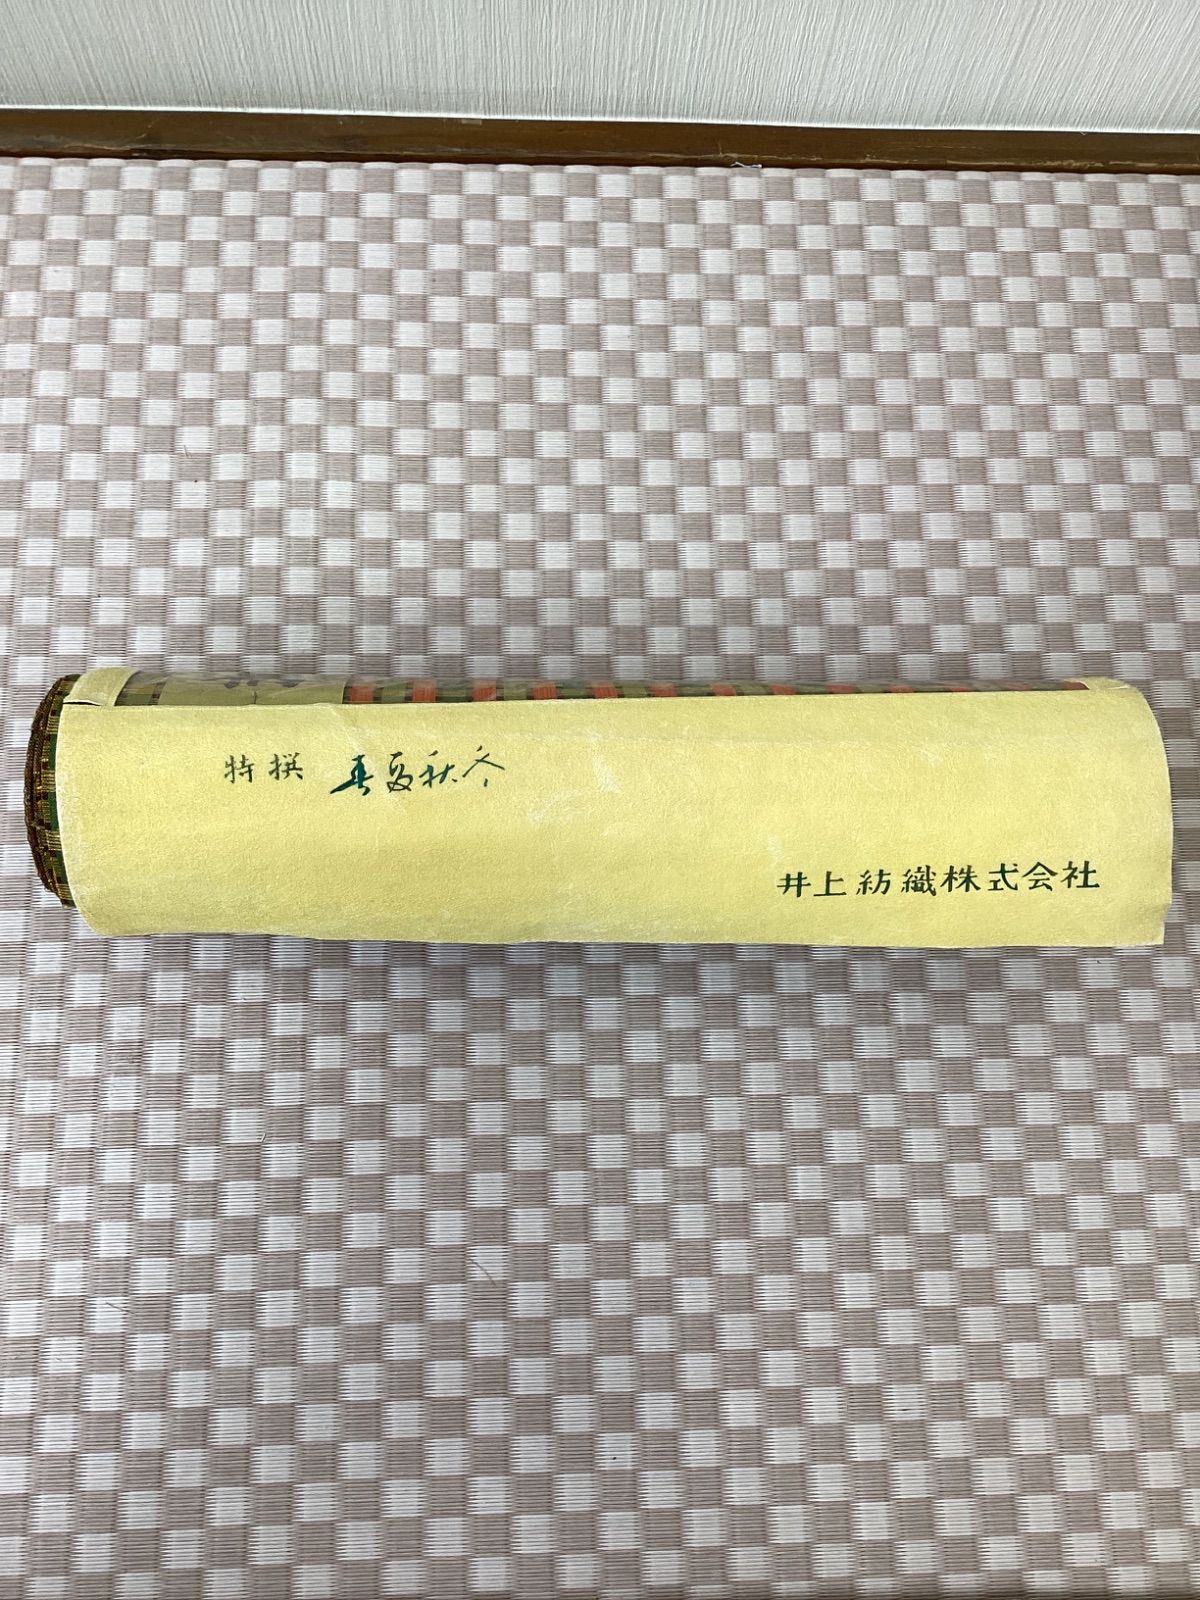 特撰 春夏秋冬
井上紡織株式会社